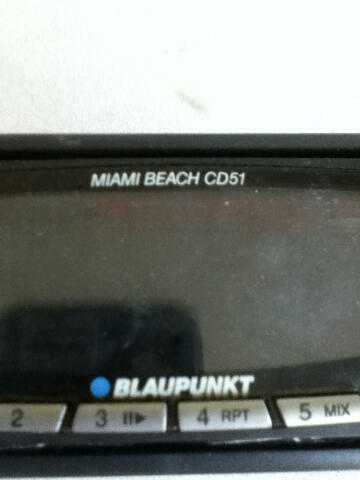 MIAMI BEACH CD51
BLAUPUNKT
2 3 4 RPT 5 MIX